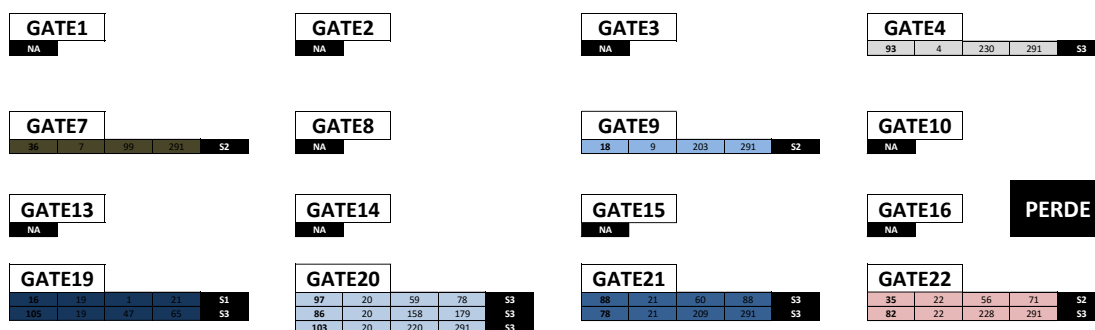 GATE1 GATE2 GATE3 GATE4
NA NA NA 93 4 230 291 S3
GATE7 GATE8 GATE9 GATE10
36 7 99 291 S2 NA 18 9 203 291 S2 NA
GATE13 GATE14 GATE15 GATE16 PERDE
NA NA NA NA
GATE19 GATE20 GATE21 GATE22
16 19 1 21 S1 97 20 59 78 S3 88 21 60 88 S3 35 22 56 71 S2
105 19 47 65 S3 86 20 158 179 S3 78 21 209 291 S3 82 22 228 291 S3
103 20 220 291 S3